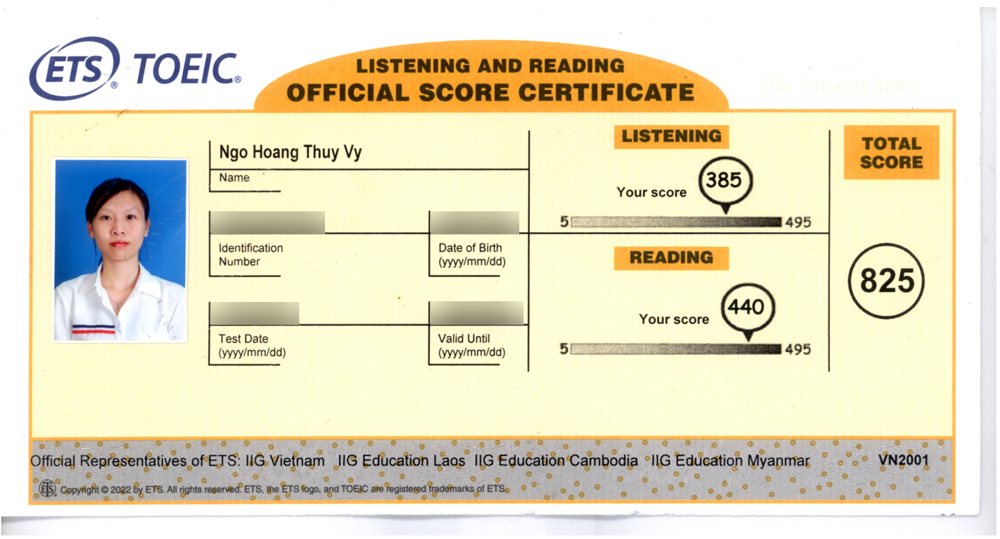 ETS® TOEIC®
LISTENING AND READING
OFFICIAL SCORE CERTIFICATE
Ngo Hoang Thuy Vy
Name
Identification
Number
Date of Birth
(yyyy/mm/dd)
Test Date
(yyyy/mm/dd)
Valid Until
(yyyy/mm/dd)
LISTENING
Your score
385
5
495
READING
Your score
440
5
495
TOTAL
SCORE
825
Official Representatives of ETS: IIG Vietnam IIG Education Laos IIG Education Cambodia IIG Education Myanmar VN2001
ETS Copyright © 2022 by ETS. All rights reserved. ETS, the ETS logo, and TOEIC are registered trademarks of ETS.